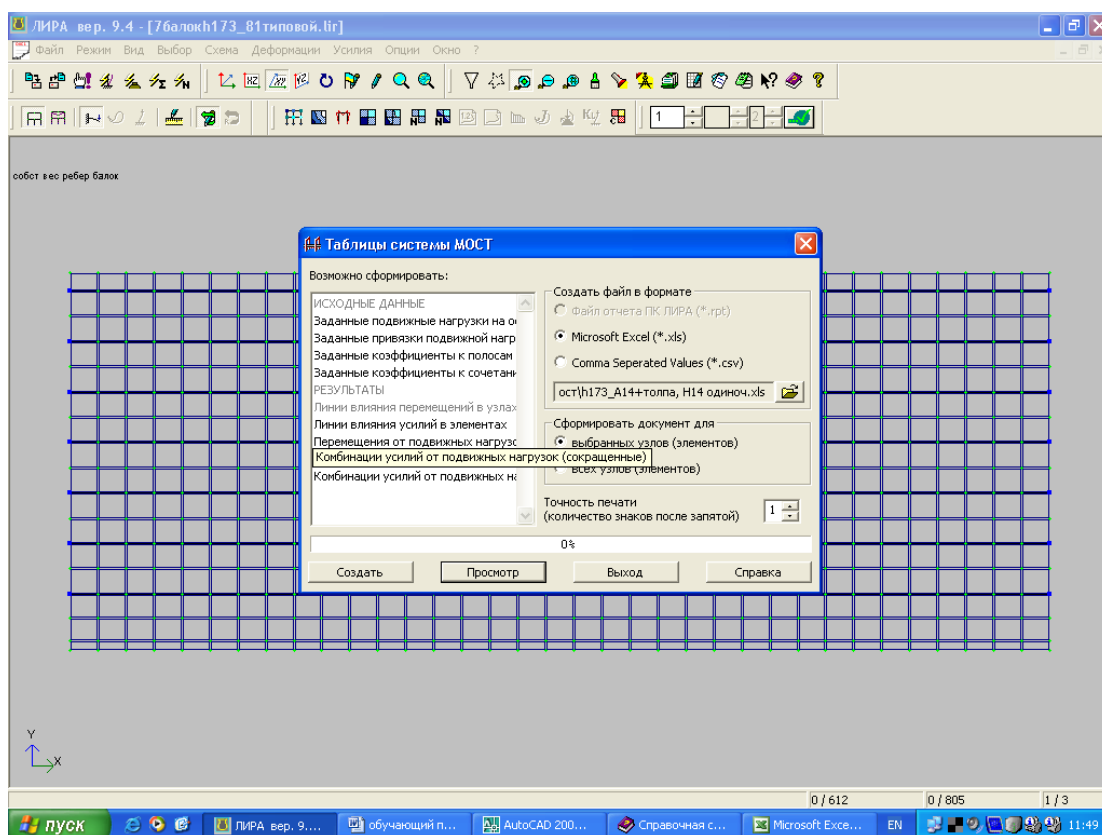 ЛИРА вер. 9.4 - [7балокh173_81типовой.lir]
Файл Режим Вид Выбор Схема Деформации Усилия Опции Окно ?
1 2
собст вес ребер балок
Таблицы системы МОСТ
Возможно сформировать:
ИСХОДНЫЕ ДАННЫЕ
Заданные подвижные нагрузки на о
Заданные привязки подвижной нагр
Заданные коэффициенты к полосам
Заданные коэффициенты к сочетани
РЕЗУЛЬТАТЫ
Линии влияния перемещений в узлах
Линии влияния усилий в элементах
Перемещения от подвижных нагрузо
Комбинации усилий от подвижных нагрузок (сокращенные)
Комбинации усилий от подвижных на
Создать файл в формате
Файл отчета ПК ЛИРА (*.rpt)
Microsoft Excel (*.xls)
Comma Seperated Values (*.csv)
ост\h173_А14+толпа, Н14 одиноч.xls
Сформировать документ для
выбранных узлов (элементов)
всех узлов (элементов)
Точность печати
(количество знаков после запятой) 1
0%
Создать Просмотр Выход Справка
Y
X
0 / 612 0 / 805 1 / 3
пуск ЛИРА вер. 9.... обучающий п... AutoCAD 200... Справочная с... Microsoft Exce... EN 11:49